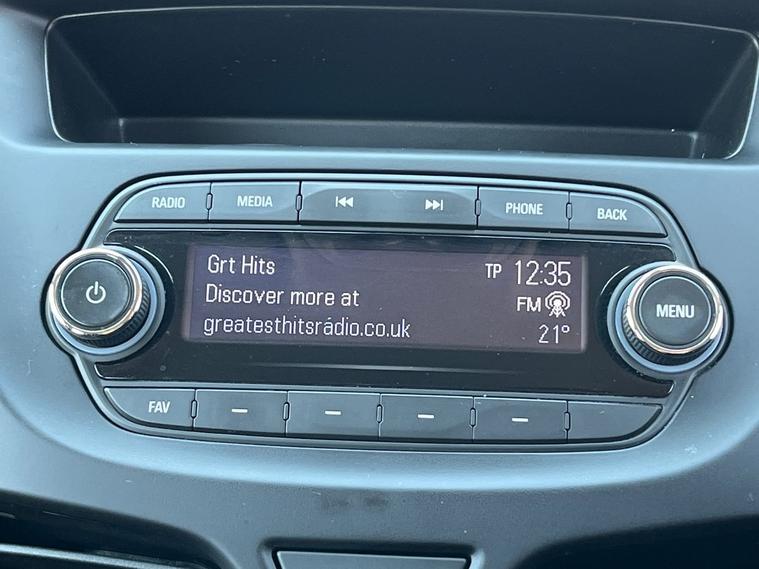 RADIO MEDIA PHONE BACK
Grt Hits TP 12:35
Discover more at FM
greatesthitsradio.co.uk 21°
MENU
FAV